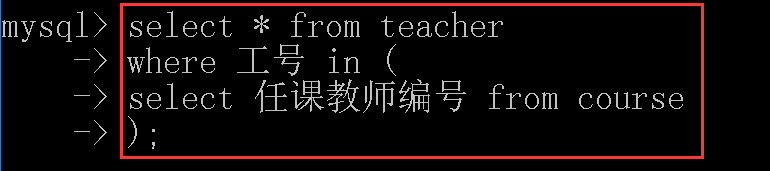 mysql> select * from teacher
-> where 工号 in (
-> select 任课教师编号 from course
-> );